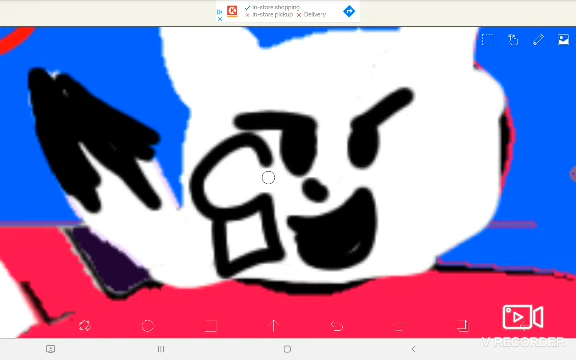 ✓ In-store shopping
✕ In-store pickup ✕ Delivery
V RECORDER